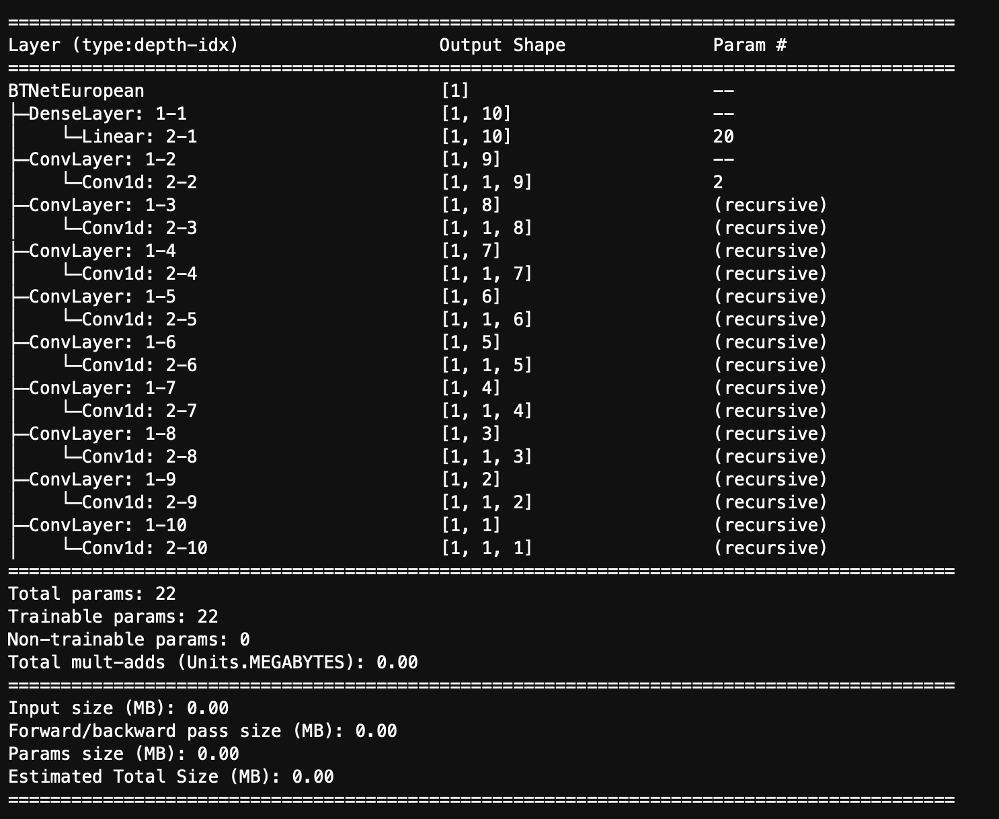 ==========================================================================================
Layer (type:depth-idx)                   Output Shape              Param #
==========================================================================================
BTNetEuropean                            [1]                       --
├─DenseLayer: 1-1                        [1, 10]                   --
│    └─Linear: 2-1                       [1, 10]                   20
├─ConvLayer: 1-2                         [1, 9]                    --
│    └─Conv1d: 2-2                       [1, 1, 9]                 2
├─ConvLayer: 1-3                         [1, 8]                    (recursive)
│    └─Conv1d: 2-3                       [1, 1, 8]                 (recursive)
├─ConvLayer: 1-4                         [1, 7]                    (recursive)
│    └─Conv1d: 2-4                       [1, 1, 7]                 (recursive)
├─ConvLayer: 1-5                         [1, 6]                    (recursive)
│    └─Conv1d: 2-5                       [1, 1, 6]                 (recursive)
├─ConvLayer: 1-6                         [1, 5]                    (recursive)
│    └─Conv1d: 2-6                       [1, 1, 5]                 (recursive)
├─ConvLayer: 1-7                         [1, 4]                    (recursive)
│    └─Conv1d: 2-7                       [1, 1, 4]                 (recursive)
├─ConvLayer: 1-8                         [1, 3]                    (recursive)
│    └─Conv1d: 2-8                       [1, 1, 3]                 (recursive)
├─ConvLayer: 1-9                         [1, 2]                    (recursive)
│    └─Conv1d: 2-9                       [1, 1, 2]                 (recursive)
├─ConvLayer: 1-10                        [1, 1]                    (recursive)
│    └─Conv1d: 2-10                      [1, 1, 1]                 (recursive)
==========================================================================================
Total params: 22
Trainable params: 22
Non-trainable params: 0
Total mult-adds (Units.MEGABYTES): 0.00
==========================================================================================
Input size (MB): 0.00
Forward/backward pass size (MB): 0.00
Params size (MB): 0.00
Estimated Total Size (MB): 0.00
==========================================================================================